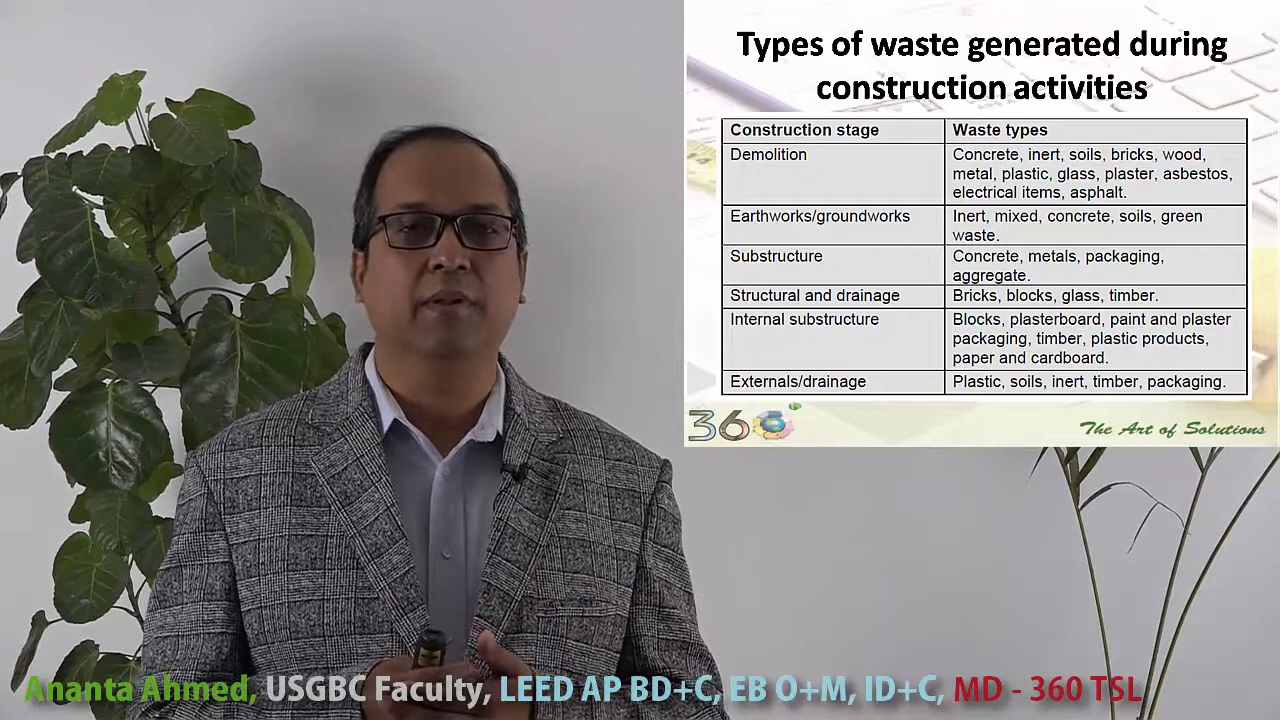 Types of waste generated during
construction activities
Construction stage Waste types
Demolition Concrete, inert, soils, bricks, wood,
metal, plastic, glass, plaster, asbestos,
electrical items, asphalt.
Earthworks/groundworks Inert, mixed, concrete, soils, green
waste.
Substructure Concrete, metals, packaging,
aggregate.
Structural and drainage Bricks, blocks, glass, timber.
Internal substructure Blocks, plasterboard, paint and plaster
packaging, timber, plastic products,
paper and cardboard.
Externals/drainage Plastic, soils, inert, timber, packaging.
360 The Art of Solutions
Ananta Ahmed, USGBC Faculty, LEED AP BD+C, EB O+M, ID+C, MD - 360 TSL